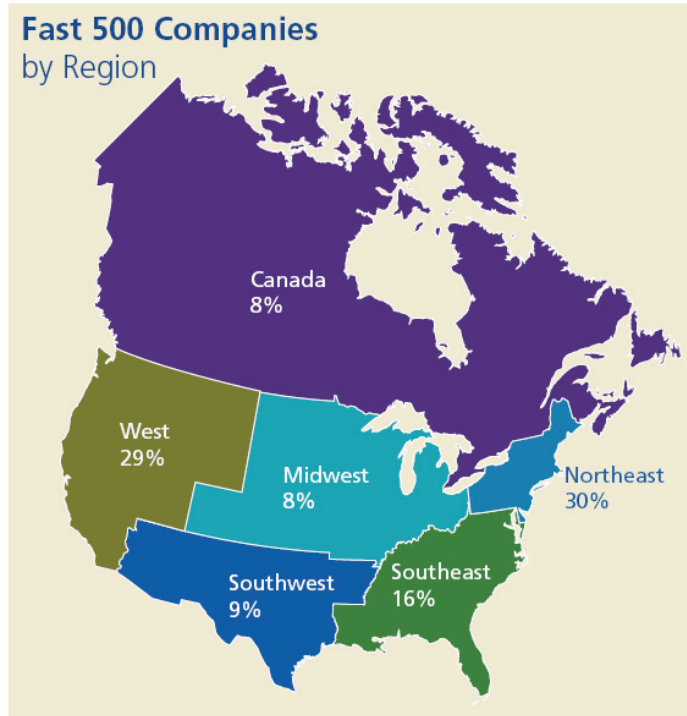 Fast 500 Companies
by Region
Canada
8%
West
29%
Midwest
8%
Northeast
30%
Southwest
9%
Southeast
16%